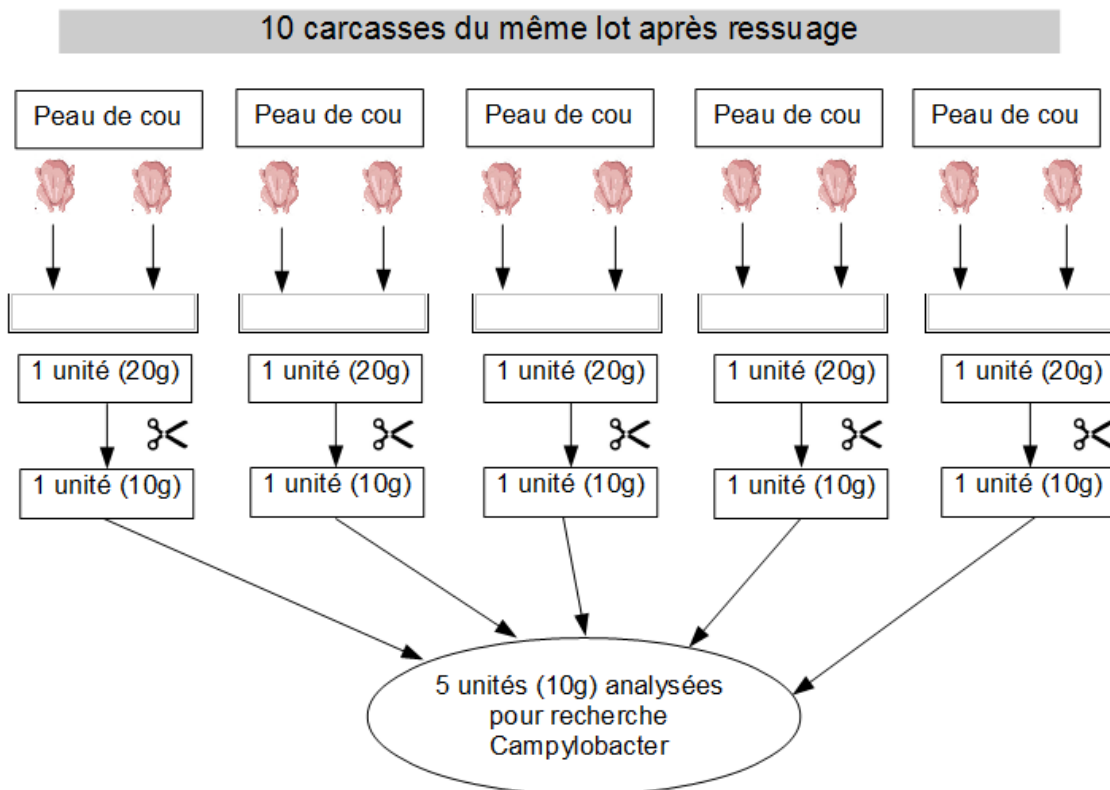 10 carcasses du même lot après ressuage
Peau de cou Peau de cou Peau de cou Peau de cou Peau de cou
1 unité (20g) 1 unité (20g) 1 unité (20g) 1 unité (20g) 1 unité (20g)
1 unité (10g) 1 unité (10g) 1 unité (10g) 1 unité (10g) 1 unité (10g)
5 unités (10g) analysées
pour recherche
Campylobacter